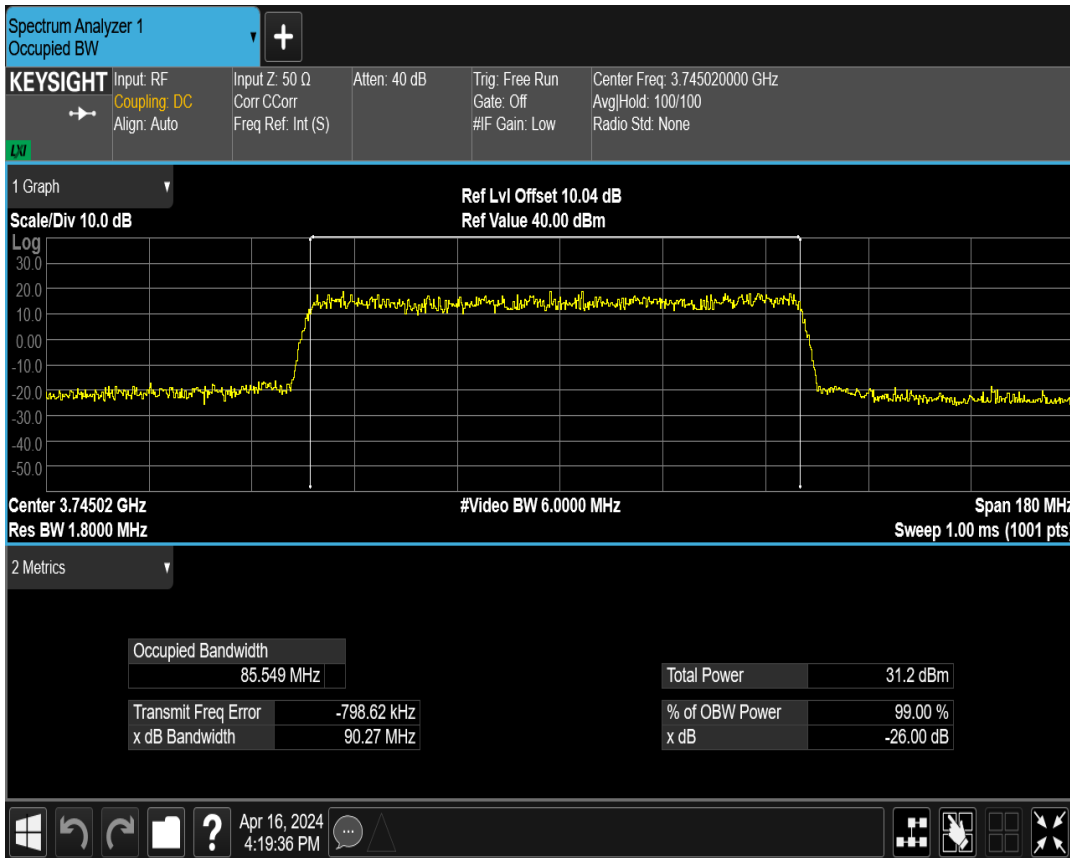 Spectrum Analyzer 1
Occupied BW
KEYSIGHT
LXI
Input: RF
Coupling: DC
Align: Auto
Input Z: 50 Ω
Corr CCorr
Freq Ref: Int (S)
Atten: 40 dB
Trig: Free Run
Gate: Off
#IF Gain: Low
Center Freq: 3.745020000 GHz
Avg|Hold: 100/100
Radio Std: None
1 Graph
Scale/Div 10.0 dB
Ref Lvl Offset 10.04 dB
Ref Value 40.00 dBm
Log
30.0
20.0
10.0
0.00
-10.0
-20.0
-30.0
-40.0
-50.0
Center 3.74502 GHz
#Video BW 6.0000 MHz
Span 180 MHz
Res BW 1.8000 MHz
Sweep 1.00 ms (1001 pts)
2 Metrics
Occupied Bandwidth
85.549 MHz
Total Power 31.2 dBm
Transmit Freq Error -798.62 kHz
% of OBW Power 99.00 %
x dB Bandwidth 90.27 MHz
x dB -26.00 dB
?
Apr 16, 2024
4:19:36 PM